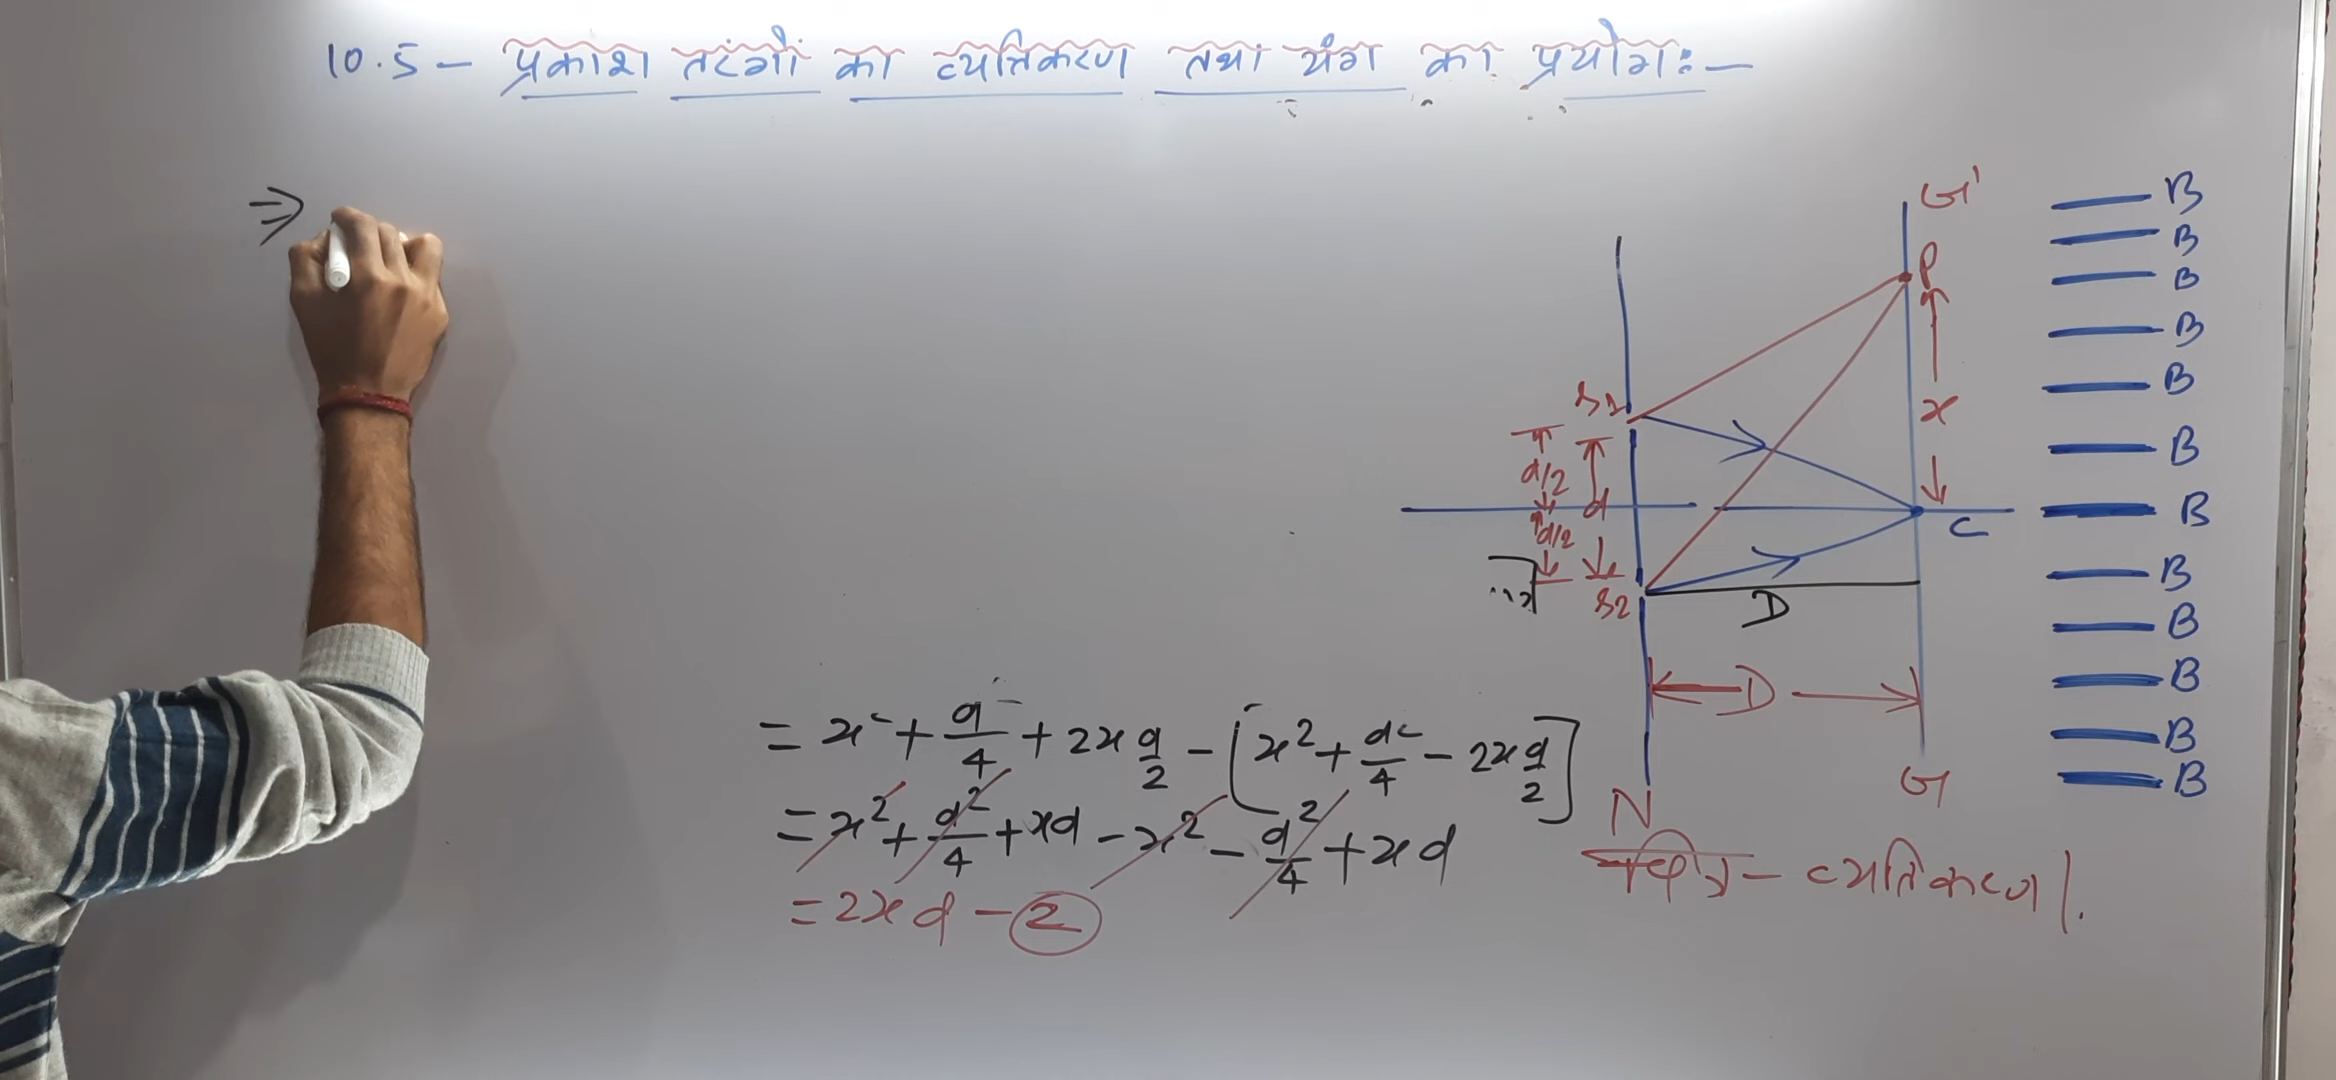 10.5 - प्रकाश तरंगों का व्यतिकरण तथा यंग का प्रयोग :-
⇒
G'
P
x
S1
d/2
d
d/2
C
S2
D
D
N
G
B
B
B
B
B
B
B
B
B
B
B
B
= x² + d²/4 + 2x d/2 - [x² + d²/4 - 2x d/2]
= x² + d²/4 + xd - x² - d²/4 + xd
= 2xd - 2
- व्यतिकरण |.